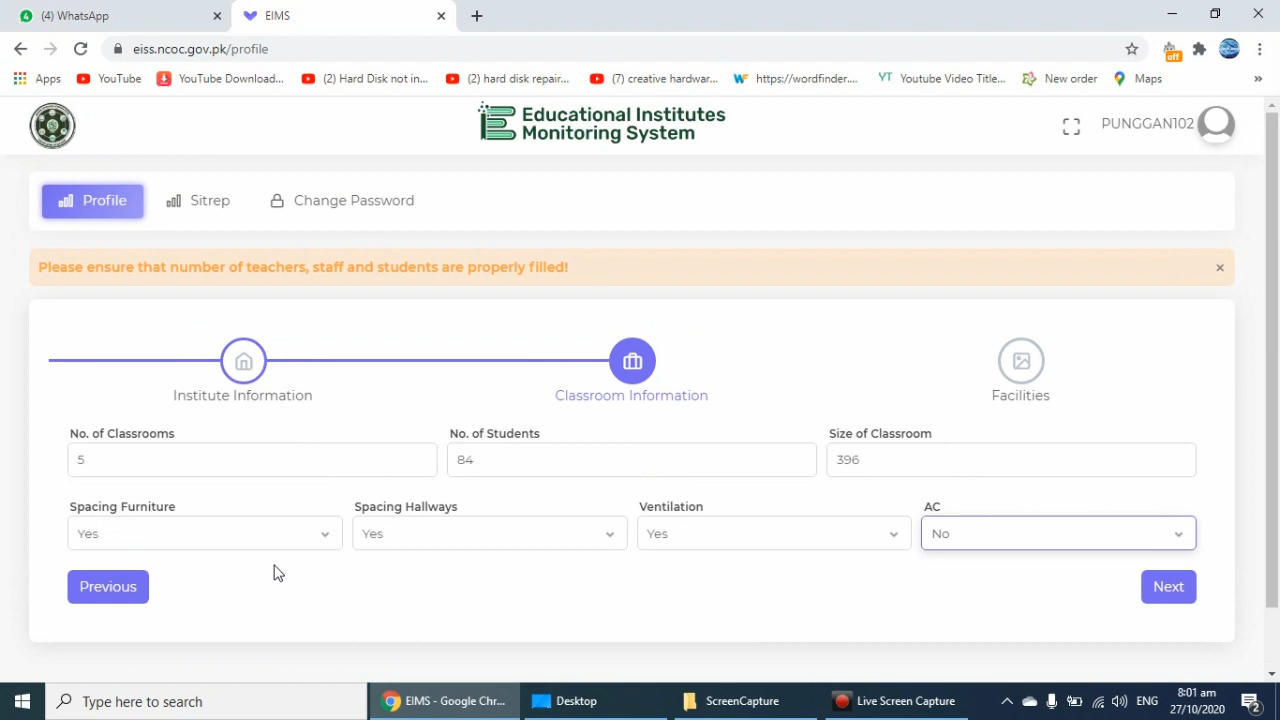 (4) WhatsApp
EIMS
eiss.ncoc.gov.pk/profile
off
Apps
YouTube
YouTube Download...
(2) Hard Disk not in...
(2) hard disk repair...
(7) creative hardwar...
https://wordfinder....
YT Youtube Video Title...
New order
Maps
»
Educational Institutes
Monitoring System
PUNGGAN102
Profile
Sitrep
Change Password
Please ensure that number of teachers, staff and students are properly filled!
×
Institute Information
Classroom Information
Facilities
No. of Classrooms
No. of Students
Size of Classroom
5
84
396
Spacing Furniture
Spacing Hallways
Ventilation
AC
Yes
Yes
Yes
No
Previous
Next
Type here to search
EIMS - Google Chr...
Desktop
ScreenCapture
Live Screen Capture
ENG
8:01 am
27/10/2020
2